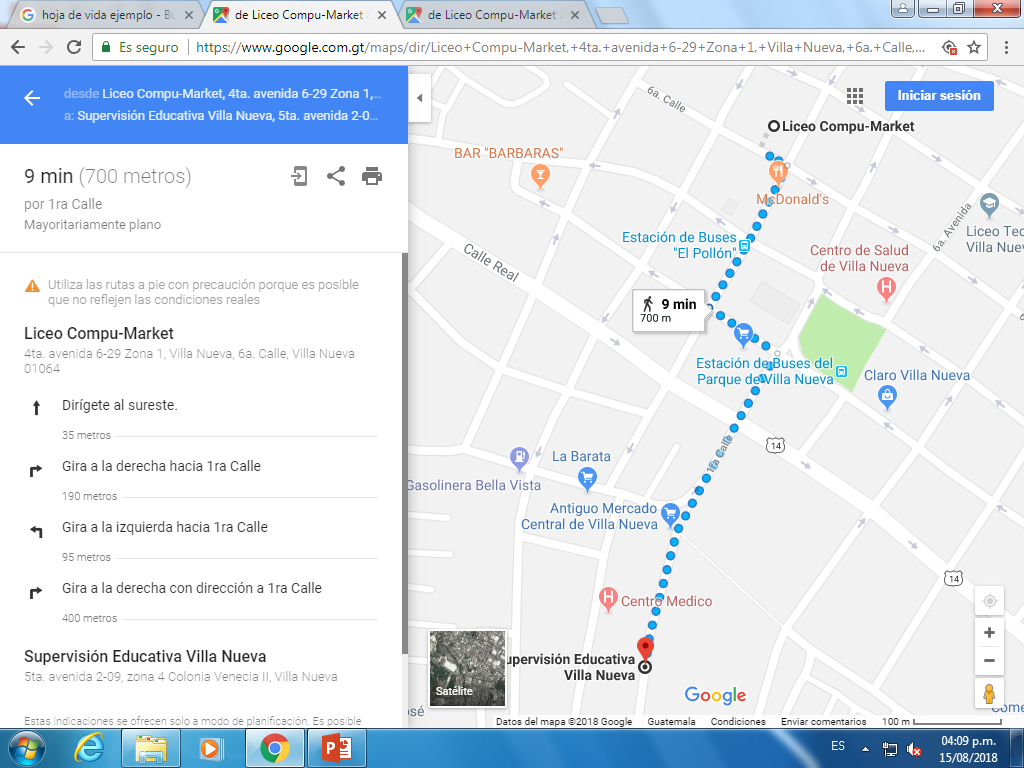 hoja de vida ejemplo - Bu
de Liceo Compu-Market a
de Liceo Compu-Market a
Es seguro
https://www.google.com.gt/maps/dir/Liceo+Compu-Market,+4ta.+avenida+6-29+Zona+1,+Villa+Nueva,+6a.+Calle,...
desde Liceo Compu-Market, 4ta. avenida 6-29 Zona 1,...
a: Supervisión Educativa Villa Nueva, 5ta. avenida 2-0...
9 min (700 metros)
por 1ra Calle
Mayoritariamente plano
Utiliza las rutas a pie con precaución porque es posible
que no reflejen las condiciones reales
Liceo Compu-Market
4ta. avenida 6-29 Zona 1, Villa Nueva, 6a. Calle, Villa Nueva
01064
Dirígete al sureste.
35 metros
Gira a la derecha hacia 1ra Calle
190 metros
Gira a la izquierda hacia 1ra Calle
95 metros
Gira a la derecha con dirección a 1ra Calle
400 metros
Supervisión Educativa Villa Nueva
5ta. avenida 2-09, zona 4 Colonia Venecia II, Villa Nueva
Estas indicaciones se ofrecen solo a modo de planificación. Es posible
Iniciar sesión
6a. Calle
Liceo Compu-Market
BAR "BARBARAS"
McDonald's
6a. Avenida
Liceo Tec
Villa Nuev
Estación de Buses
"El Pollón"
Centro de Salud
de Villa Nueva
Calle Real
9 min
700 m
Estación de Buses del
Parque de Villa Nueva
Claro Villa Nueva
14
1ra Calle
La Barata
Gasolinera Bella Vista
Antiguo Mercado
Central de Villa Nueva
14
Centro Medico
upervisión Educativa
Villa Nueva
Satélite
osé
Google
Come
Datos del mapa ©2018 Google
Guatemala
Condiciones
Enviar comentarios
100 m
ES
04:09 p.m.
15/08/2018